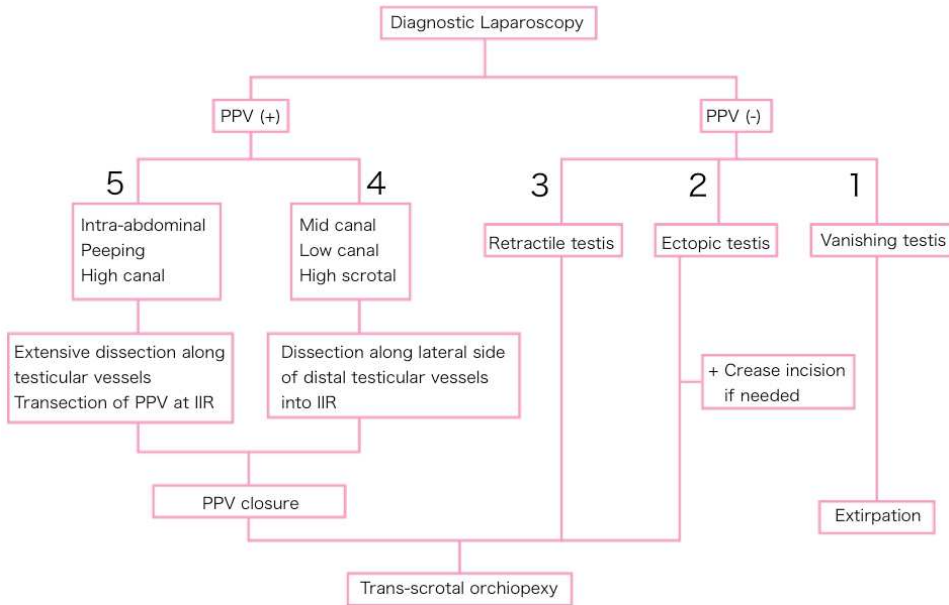 Diagnostic Laparoscopy
PPV (+)
PPV (-)
5
4
3
2
1
Intra-abdominal
Peeping
High canal
Mid canal
Low canal
High scrotal
Retractile testis
Ectopic testis
Vanishing testis
Extensive dissection along
testicular vessels
Transection of PPV at IIR
Dissection along lateral side
of distal testicular vessels
into IIR
+ Crease incision
if needed
PPV closure
Extirpation
Trans-scrotal orchiopexy